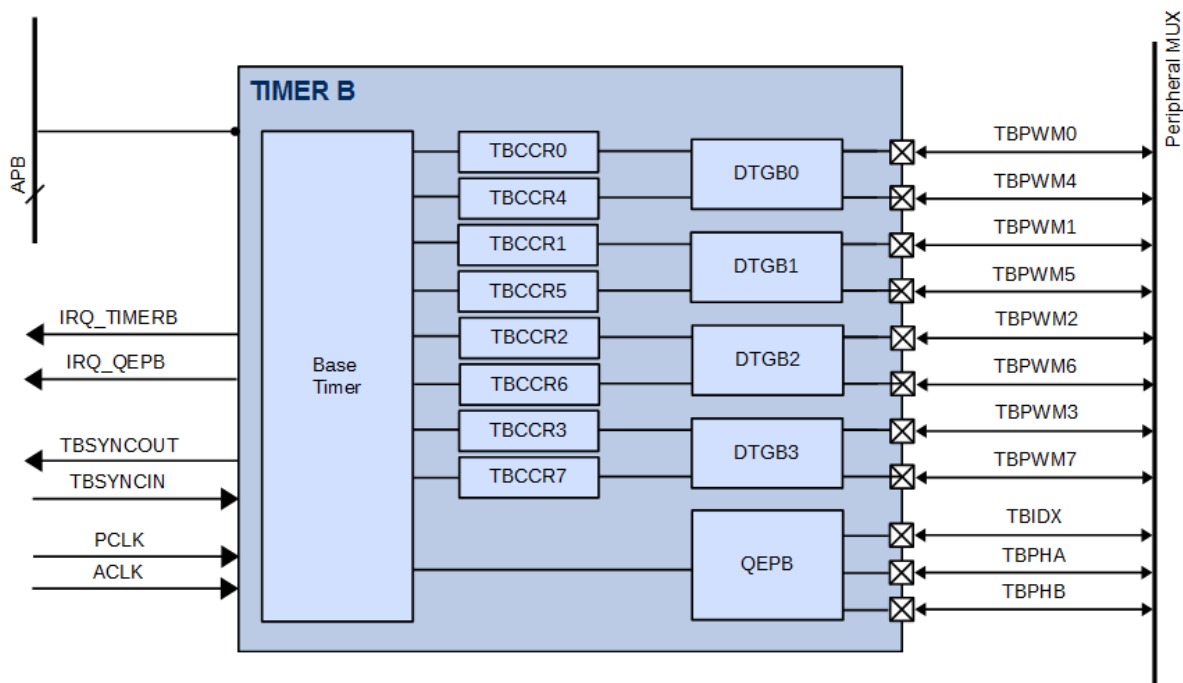 TIMER B
APB
IRQ_TIMERB
IRQ_QEPB
TBSYNCOUT
TBSYNCIN
PCLK
ACLK
Base
Timer
TBCCR0
TBCCR4
TBCCR1
TBCCR5
TBCCR2
TBCCR6
TBCCR3
TBCCR7
DTGB0
DTGB1
DTGB2
DTGB3
QEPB
TBPWM0
TBPWM4
TBPWM1
TBPWM5
TBPWM2
TBPWM6
TBPWM3
TBPWM7
TBIDX
TBPHA
TBPHB
Peripheral MUX